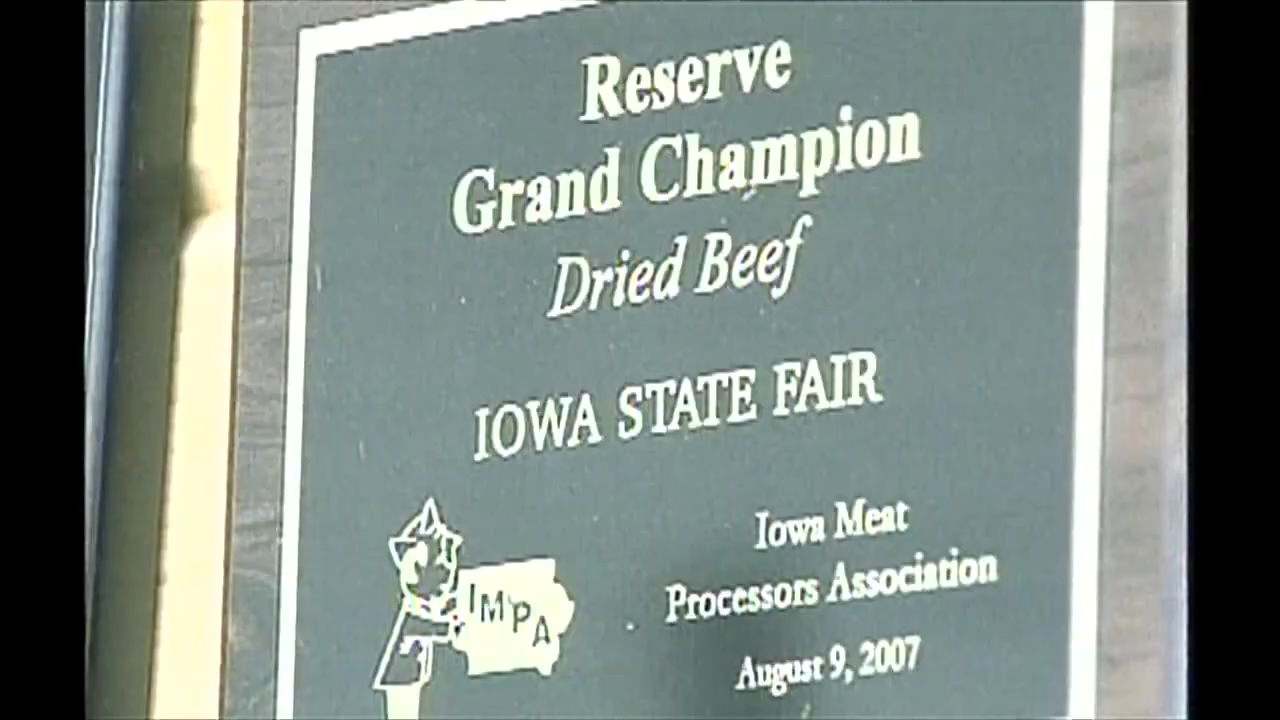 Reserve
Grand Champion
Dried Beef
IOWA STATE FAIR
Iowa Meat
Processors Association
August 9, 2007
IMPA